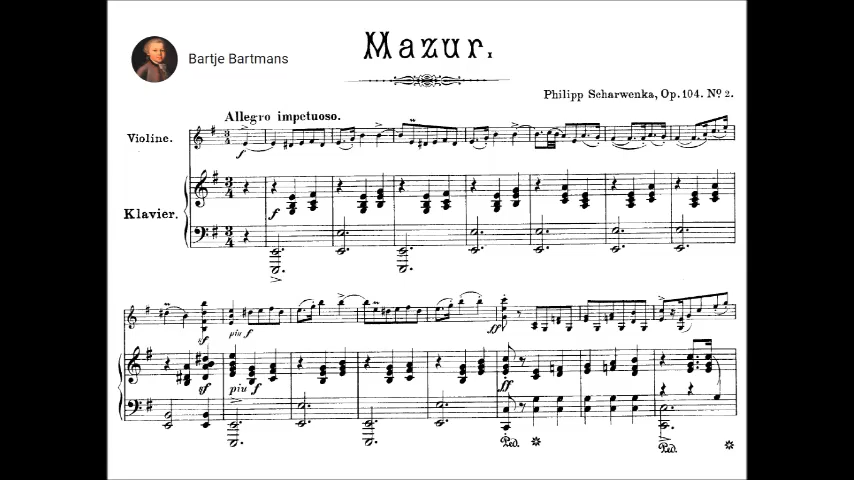 Bartje Bartmans
Mazur.
Philipp Scharwenka, Op. 104. No 2.
Allegro impetuoso.
Violine.
f
Klavier.
f
sf
più f
ff
sf
più f
ff
Ped.
Ped.